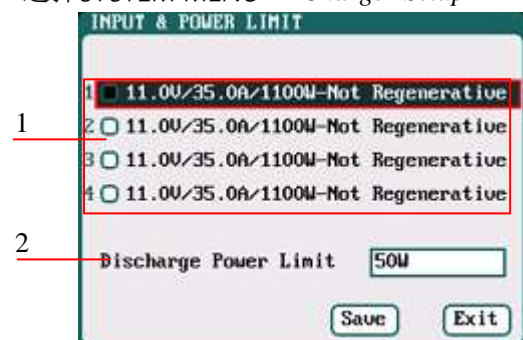 INPUT & POWER LIMIT
1 11.0V/35.0A/1100W-Not Regenerative
2 11.0V/35.0A/1100W-Not Regenerative
3 11.0V/35.0A/1100W-Not Regenerative
4 11.0V/35.0A/1100W-Not Regenerative
1
2
Discharge Power Limit 50W
Save Exit